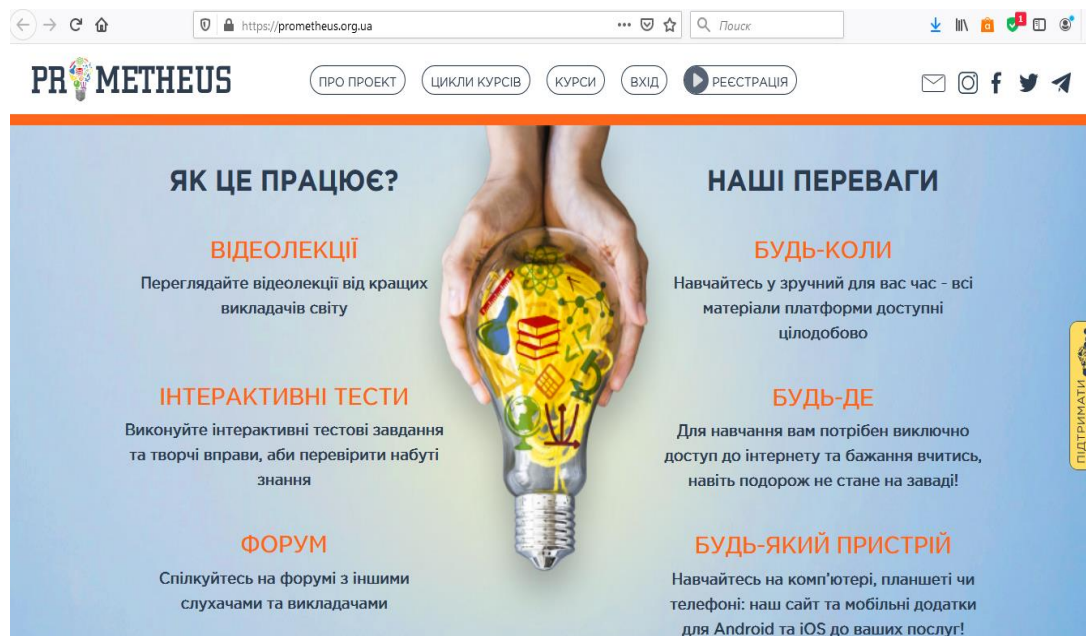 https://prometheus.org.ua
Поиск
PROMETHEUS
ПРО ПРОЕКТ
ЦИКЛИ КУРСІВ
КУРСИ
ВХІД
РЕЄСТРАЦІЯ
ЯК ЦЕ ПРАЦЮЄ?
ВІДЕОЛЕКЦІЇ
Переглядайте відеолекції від кращих
викладачів світу
ІНТЕРАКТИВНІ ТЕСТИ
Виконуйте інтерактивні тестові завдання
та творчі вправи, аби перевірити набуті
знання
ФОРУМ
Спілкуйтесь на форумі з іншими
слухачами та викладачами
НАШІ ПЕРЕВАГИ
БУДЬ-КОЛИ
Навчайтесь у зручний для вас час - всі
матеріали платформи доступні
цілодобово
БУДЬ-ДЕ
Для навчання вам потрібен виключно
доступ до інтернету та бажання вчитись,
навіть подорож не стане на заваді!
БУДЬ-ЯКИЙ ПРИСТРІЙ
Навчайтесь на комп'ютері, планшеті чи
телефоні: наш сайт та мобільні додатки
для Android та iOS до ваших послуг!
ПІДТРИМАТИ